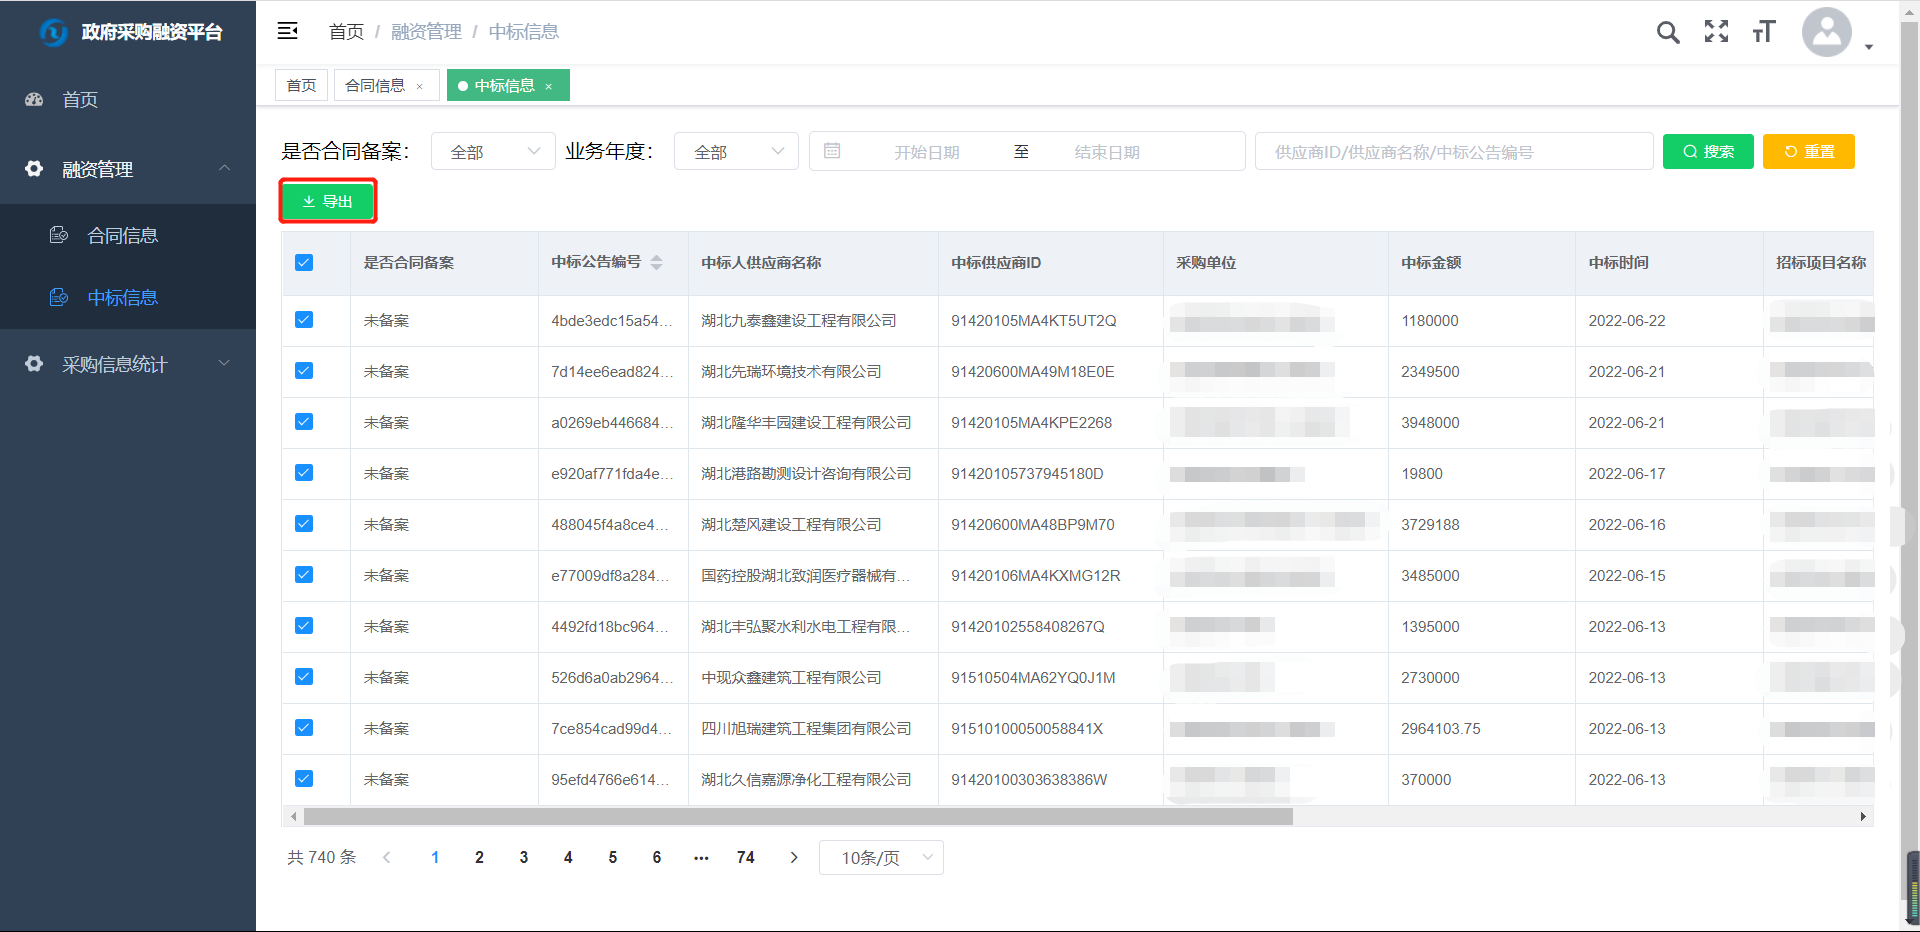 政府采购融资平台
首页
融资管理
合同信息
中标信息
采购信息统计
首页 / 融资管理 / 中标信息
首页 合同信息 × 中标信息 ×
是否合同备案： 全部 业务年度： 全部 开始日期 至 结束日期 供应商ID/供应商名称/中标公告编号 搜索 重置
导出
是否合同备案 中标公告编号 中标人供应商名称 中标供应商ID 采购单位 中标金额 中标时间 招标项目名称
未备案 4bde3edc15a54... 湖北九泰鑫建设工程有限公司 91420105MA4KT5UT2Q 1180000 2022-06-22
未备案 7d14ee6ead824... 湖北先瑞环境技术有限公司 91420600MA49M18E0E 2349500 2022-06-21
未备案 a0269eb446684... 湖北隆华丰园建设工程有限公司 91420105MA4KPE2268 3948000 2022-06-21
未备案 e920af771fda4e... 湖北港路勘测设计咨询有限公司 91420105737945180D 19800 2022-06-17
未备案 488045f4a8ce4... 湖北楚风建设工程有限公司 91420600MA48BP9M70 3729188 2022-06-16
未备案 e77009df8a284... 国药控股湖北致润医疗器械有... 91420106MA4KXMG12R 3485000 2022-06-15
未备案 4492fd18bc964... 湖北丰弘聚水利水电工程有限... 91420102558408267Q 1395000 2022-06-13
未备案 526d6a0ab2964... 中现众鑫建筑工程有限公司 91510504MA62YQ0J1M 2730000 2022-06-13
未备案 7ce854cad99d4... 四川旭瑞建筑工程集团有限公司 91510100050058841X 2964103.75 2022-06-13
未备案 95efd4766e614... 湖北久信嘉源净化工程有限公司 91420100303638386W 370000 2022-06-13
共 740 条 1 2 3 4 5 6 ... 74 10条/页